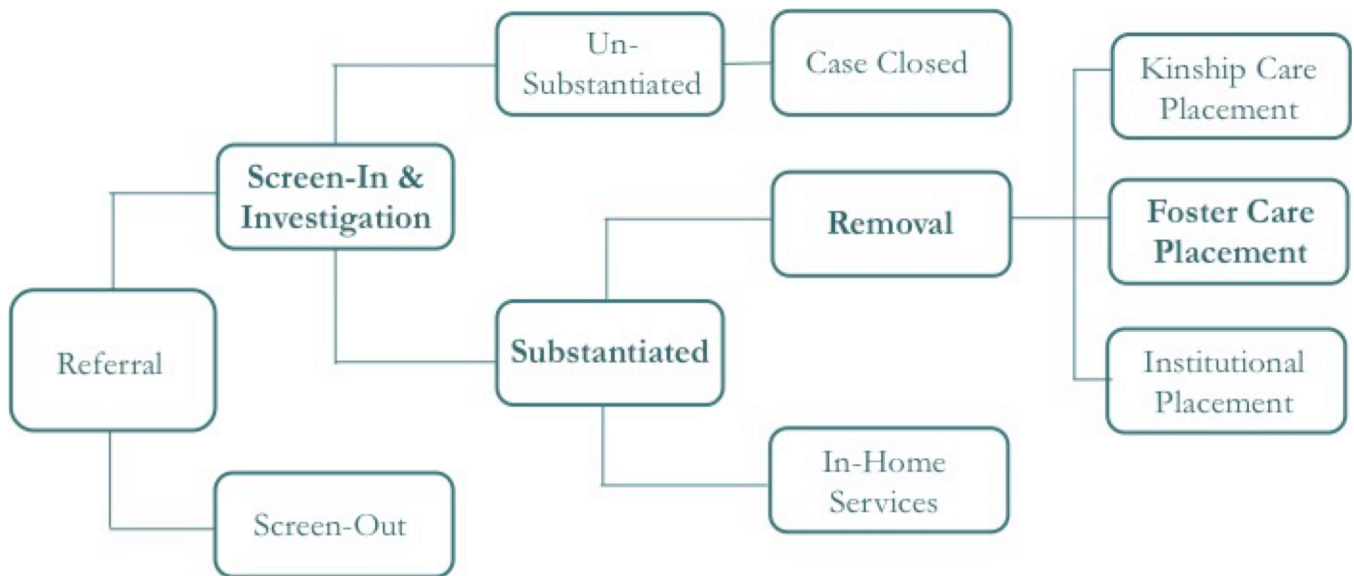 Un-
Substantiated
Case Closed
Kinship Care
Placement
Screen-In &
Investigation
Removal
Foster Care
Placement
Referral
Substantiated
Institutional
Placement
In-Home
Services
Screen-Out